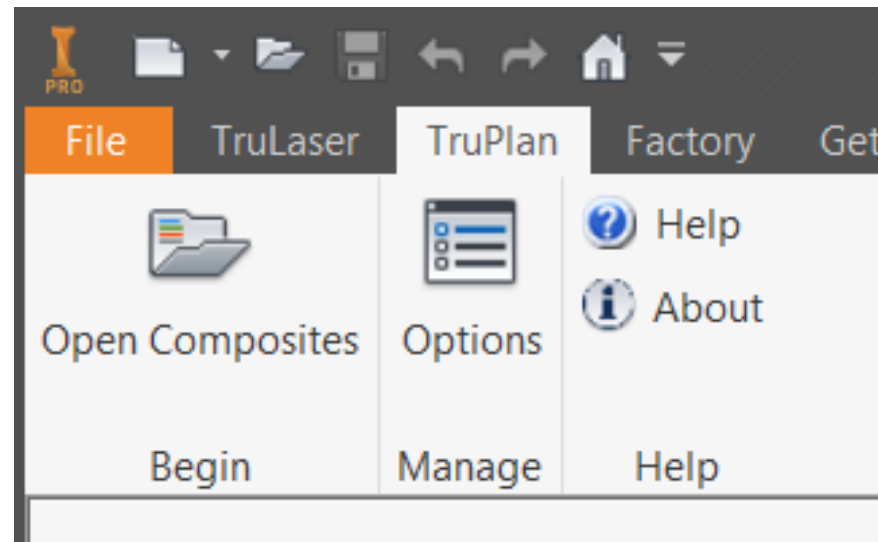 PRO
File TruLaser TruPlan Factory Get
Open Composites Options Help
About
Begin Manage Help